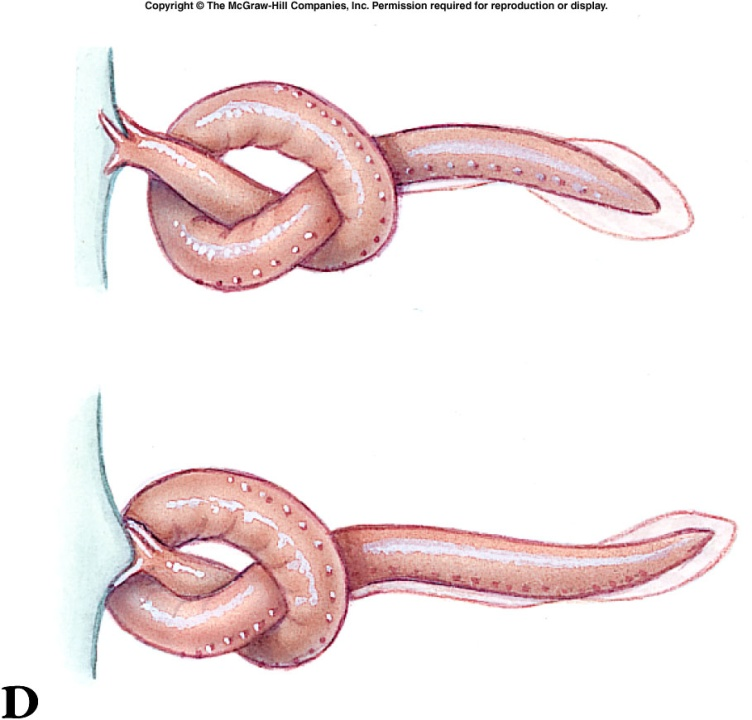 Copyright © The McGraw-Hill Companies, Inc. Permission required for reproduction or display.
D